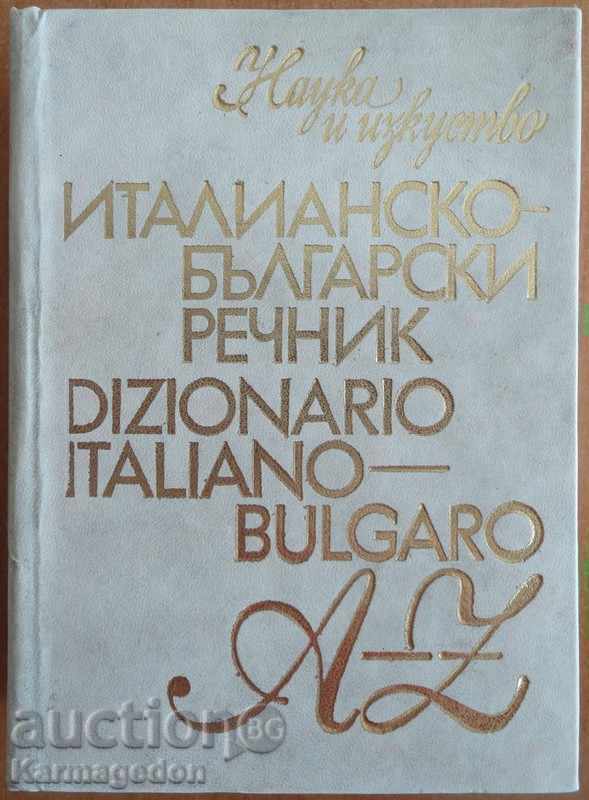 Наука
и изкуство
ИТАЛИАНСКО-
БЪЛГАРСКИ
РЕЧНИК
DIZIONARIO
ITALIANO—
BULGARO
A—Z
auction BG
Karmagedon